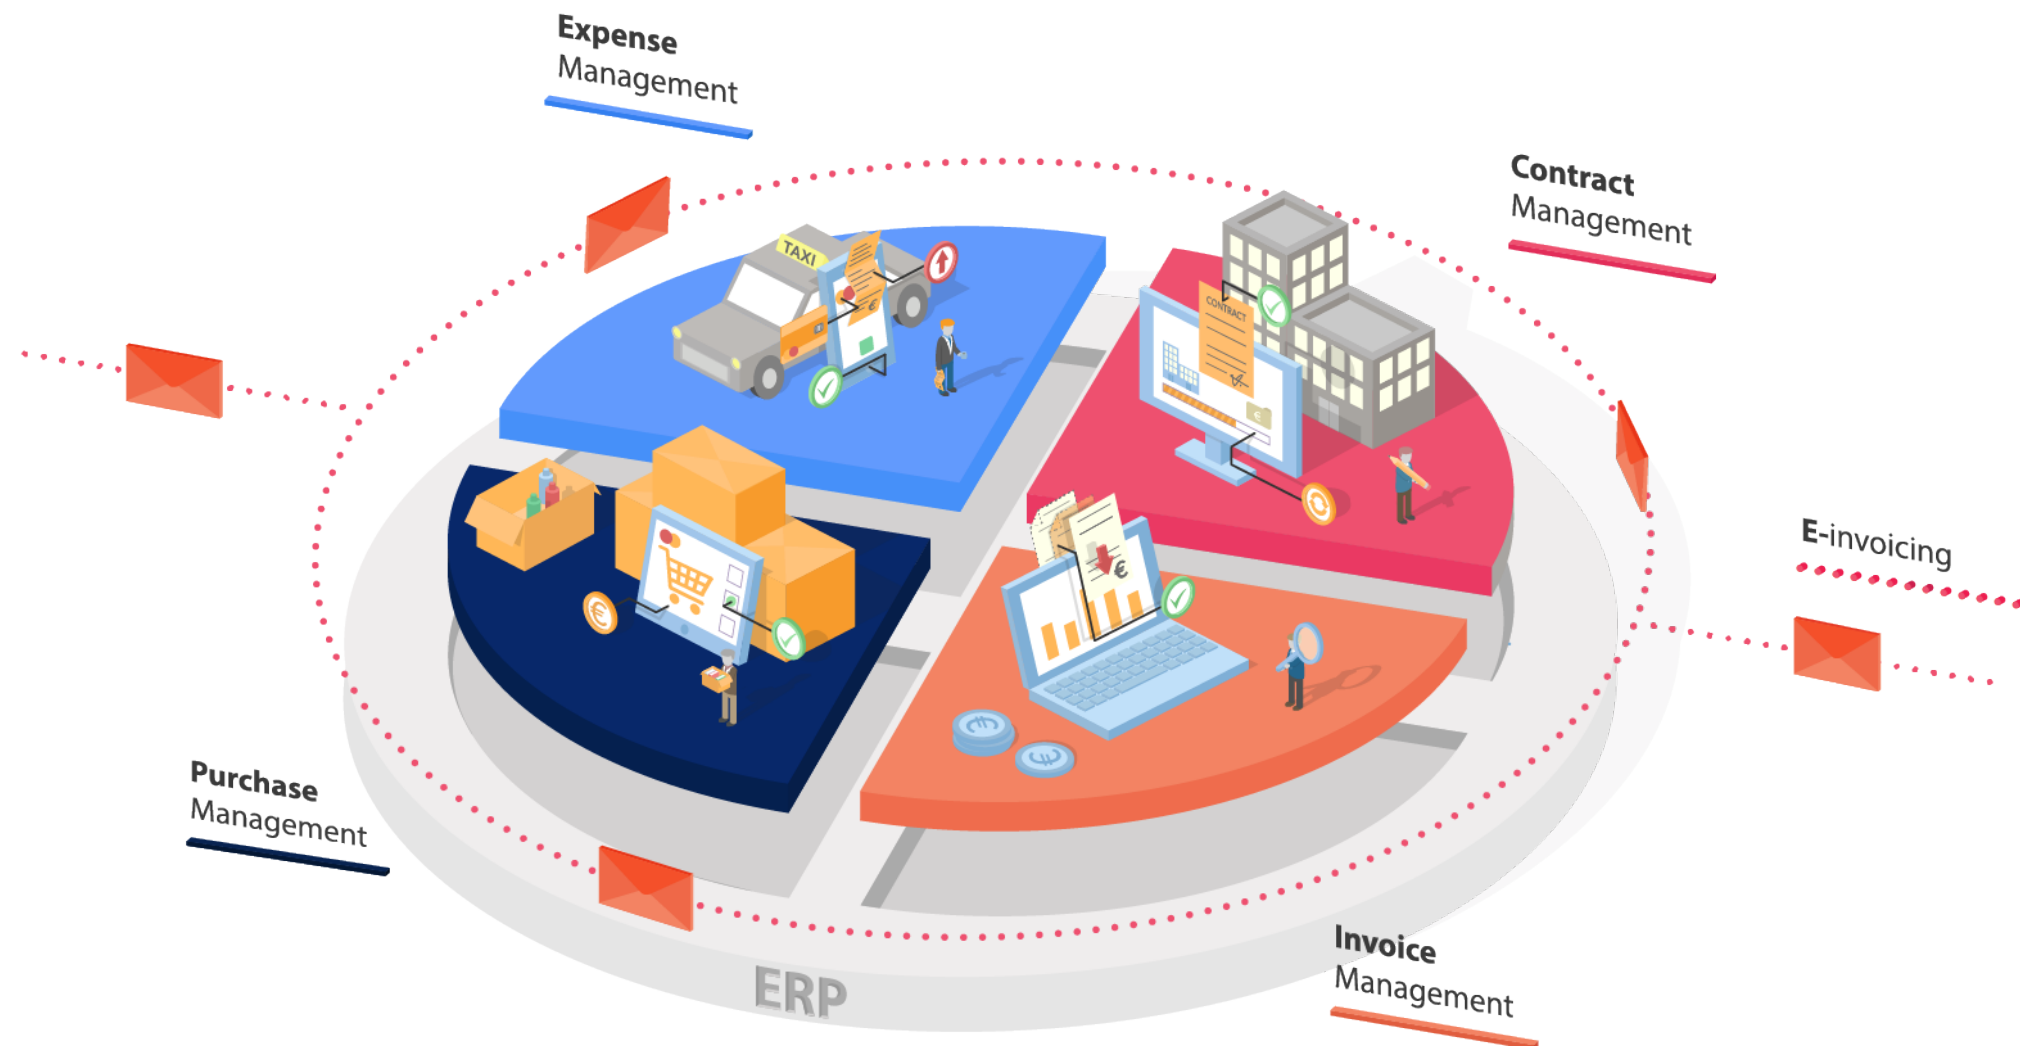 Expense
Management
Contract
Management
TAXI
CONTRACT
E-invoicing
Purchase
Management
Invoice
Management
ERP
€
€